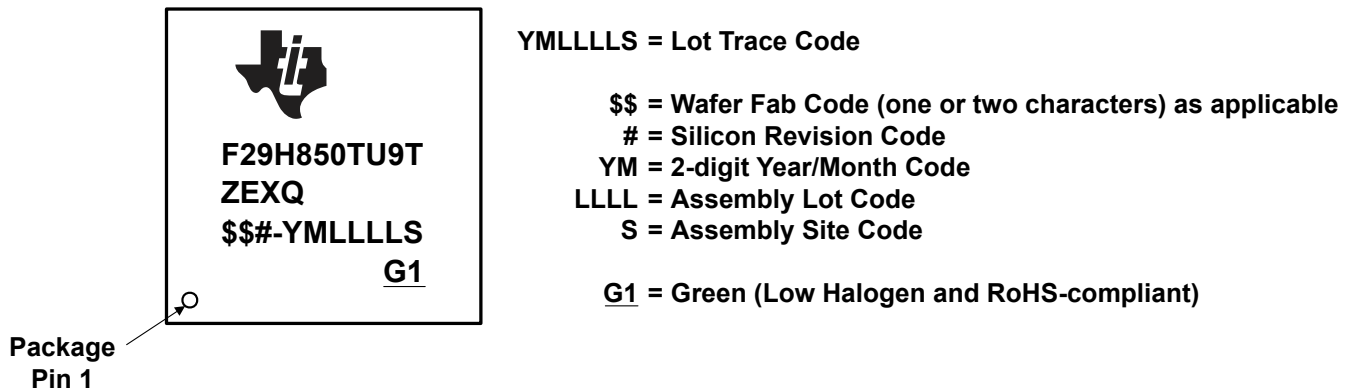 F29H850TU9T
ZEXQ
$$#-YMLLLLS
G1
Package
Pin 1
YMLLLLS = Lot Trace Code
$$ = Wafer Fab Code (one or two characters) as applicable
# = Silicon Revision Code
YM = 2-digit Year/Month Code
LLLL = Assembly Lot Code
S = Assembly Site Code
G1 = Green (Low Halogen and RoHS-compliant)